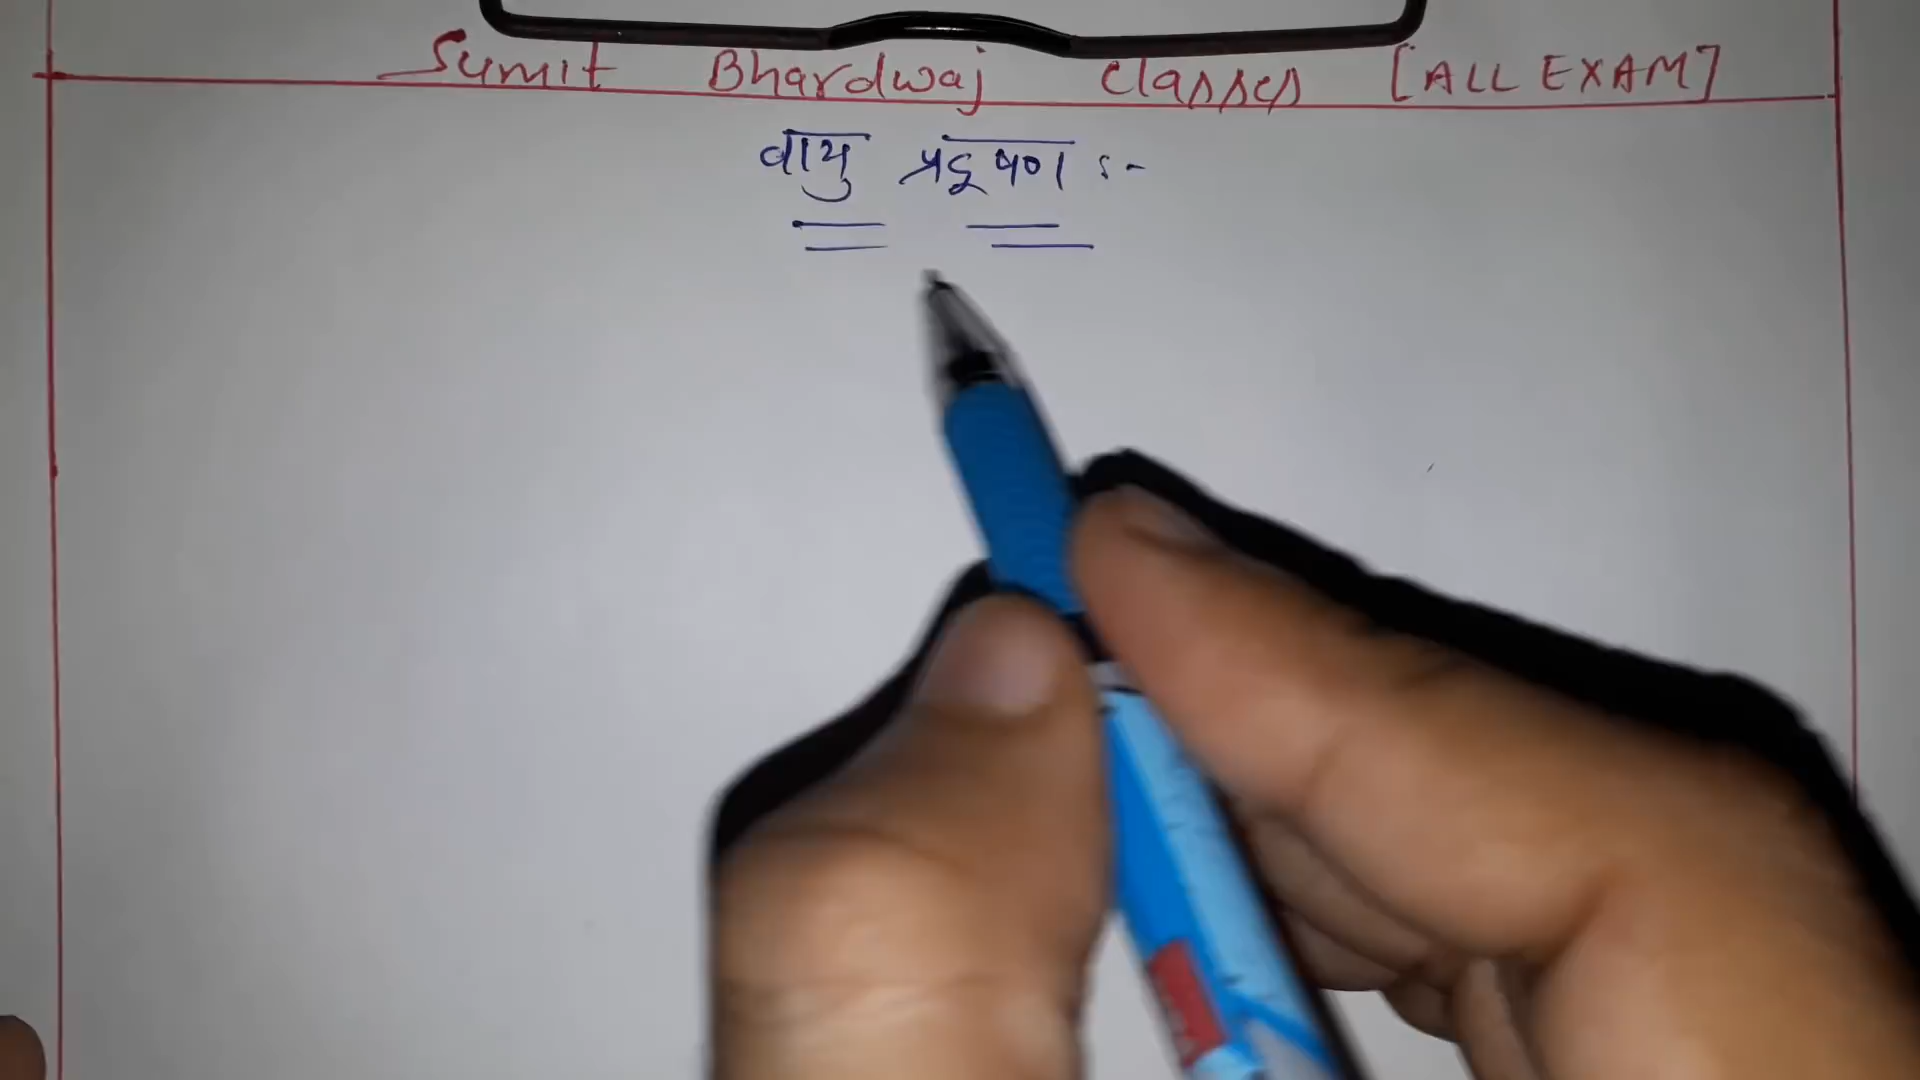 Sumit Bhardwaj Classes [ALL EXAM]
वायु प्रदूषण :-